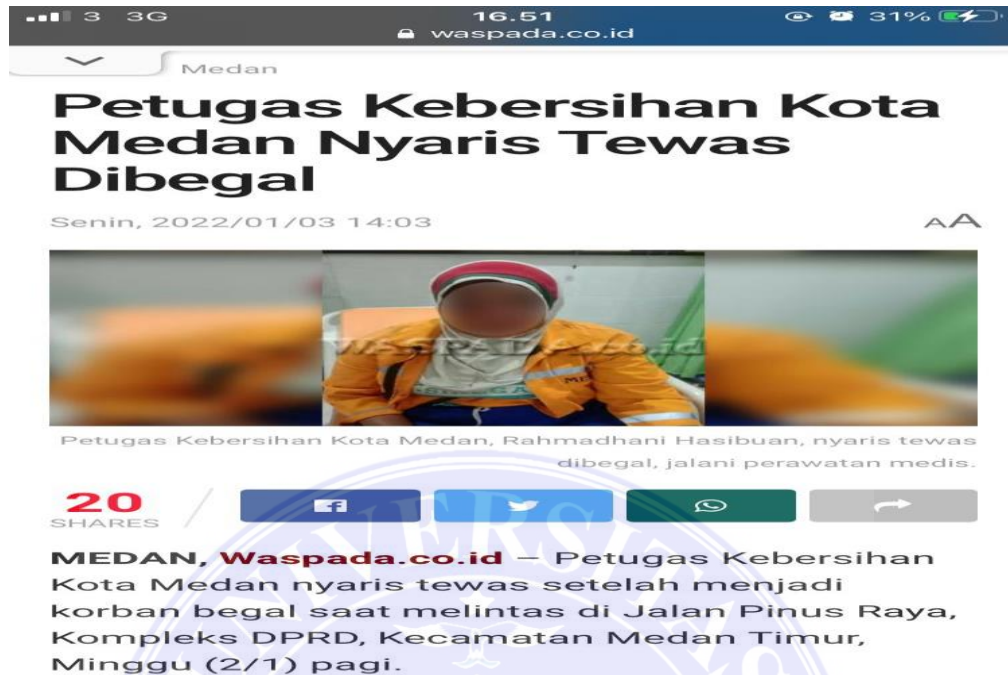 3 3G 16.51 31%
waspada.co.id
Medan
Petugas Kebersihan Kota
Medan Nyaris Tewas
Dibegal
Senin, 2022/01/03 14:03 AA
WASPADA.co.id
Petugas Kebersihan Kota Medan, Rahmadhani Hasibuan, nyaris tewas
dibegal, jalani perawatan medis.
20
SHARES
MEDAN, Waspada.co.id – Petugas Kebersihan
Kota Medan nyaris tewas setelah menjadi
korban begal saat melintas di Jalan Pinus Raya,
Kompleks DPRD, Kecamatan Medan Timur,
Minggu (2/1) pagi.